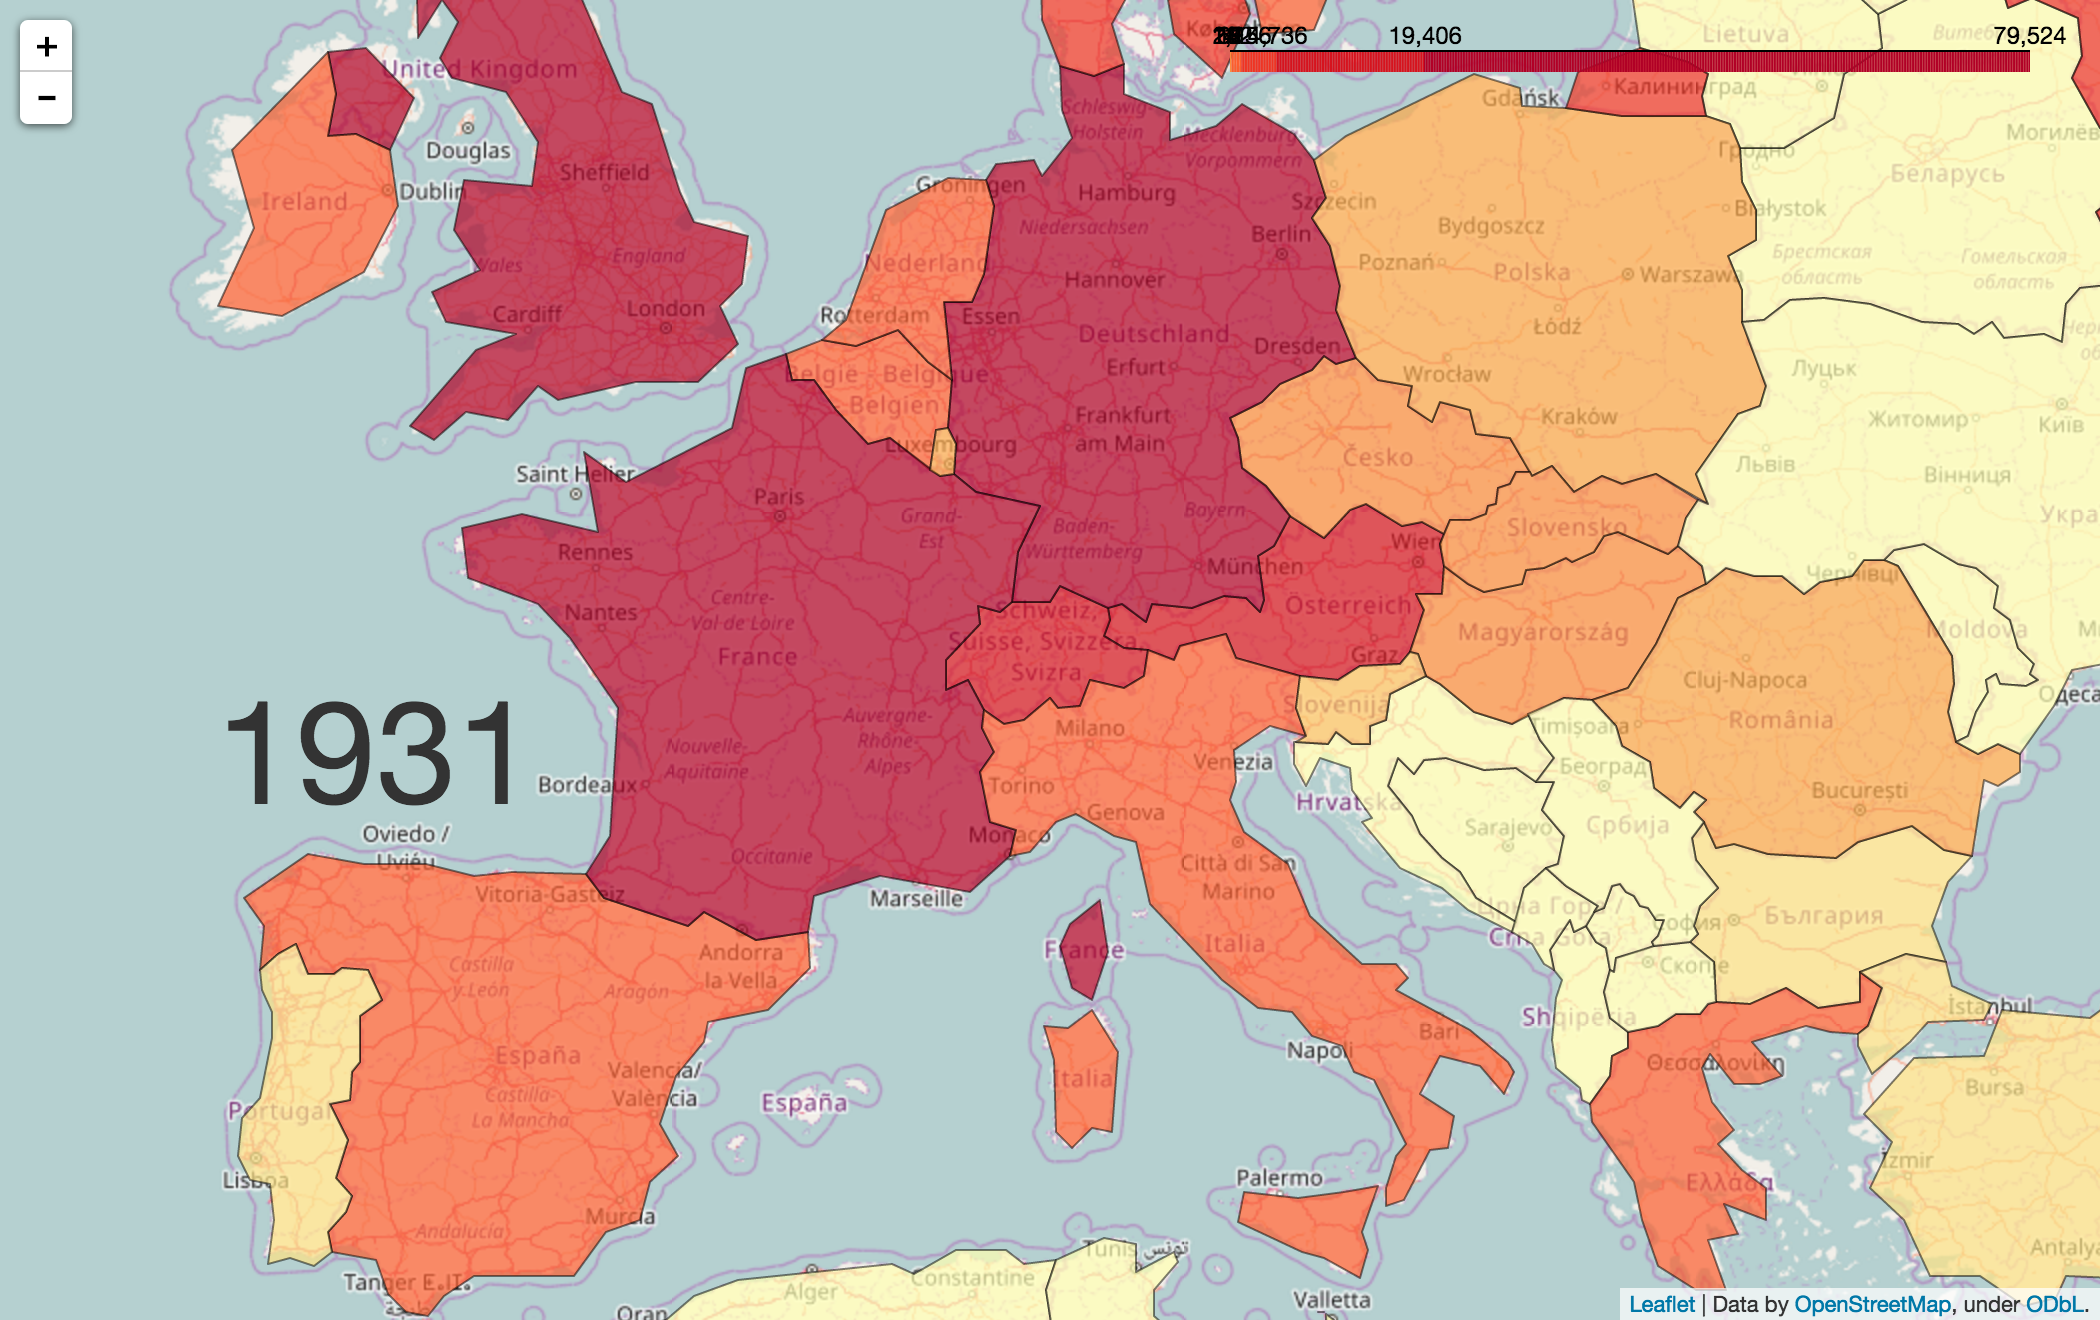 +
−
United Kingdom
København
4,736
19,406
79,524
Lietuva
Калининград
Gdańsk
Schleswig-
Holstein
Mecklenburg-
Vorpommern
Могилёв
Гродно
Douglas
Sheffield
Беларусь
Dublin
Ireland
Groningen
Hamburg
Szczecin
Białystok
Niedersachsen
Bydgoszcz
Berlin
Wales
England
Nederland
Hannover
Poznań
Polska
Warszawa
Брестская
область
Гомельская
область
Cardiff
London
Rotterdam
Essen
Deutschland
Łódź
Dresden
Erfurt
België - Belgique
Belgien
Wrocław
Луцьк
Frankfurt
am Main
Kraków
Житомир
Київ
Luxembourg
Česko
Львів
Вінниця
Saint Helier
Paris
Grand-
Est
Baden-
Württemberg
Bayern
Slovensko
Укра
Rennes
München
Wien
Чернівці
Nantes
Centre-
Val de Loire
Schweiz,
Suisse, Svizzera,
Svizra
Österreich
Magyarország
Moldova
France
Graz
Cluj-Napoca
România
Одеса
1931
Auvergne-
Rhône-
Alpes
Nouvelle-
Aquitaine
Milano
Slovenija
Timișoara
Bordeaux
Torino
Venezia
Београд
București
Hrvatska
Genova
Sarajevo
Србија
Oviedo /
Uviéu
Monaco
Occitanie
Città di San
Marino
Vitoria-Gasteiz
Marseille
Црна Гора /
Crna Gora
София
България
Andorra
la Vella
France
Italia
Скопје
Castilla
y León
Aragón
Shqipëria
İstanbul
España
Valencia/
València
Napoli
Bari
Θεσσαλονίκη
Castilla-
La Mancha
España
Italia
Bursa
Portugal
Lisboa
Palermo
Ελλάδα
İzmir
Andalucía
Murcia
Tunis تونس
Antalya
Tanger
Alger
Constantine
Oran
Valletta
Leaflet | Data by OpenStreetMap, under ODbL.